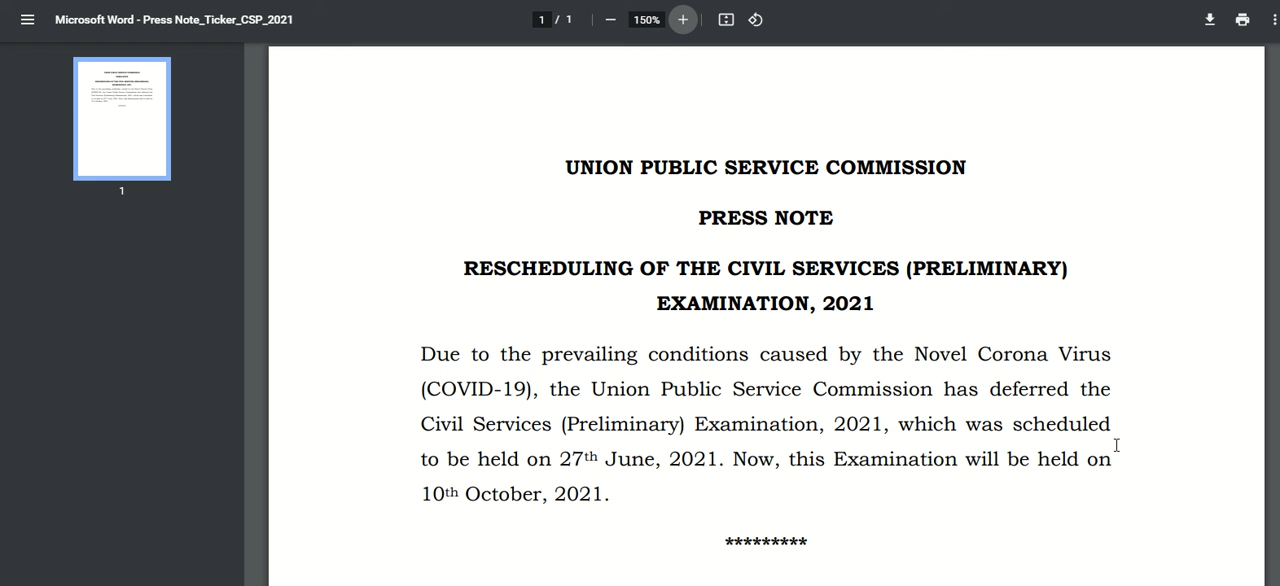 Microsoft Word - Press Note_Ticker_CSP_2021
1 / 1
150%
1
UNION PUBLIC SERVICE COMMISSION
PRESS NOTE
RESCHEDULING OF THE CIVIL SERVICES (PRELIMINARY)
EXAMINATION, 2021
Due to the prevailing conditions caused by the Novel Corona Virus
(COVID-19), the Union Public Service Commission has deferred the
Civil Services (Preliminary) Examination, 2021, which was scheduled
to be held on 27th June, 2021. Now, this Examination will be held on
10th October, 2021.
*********